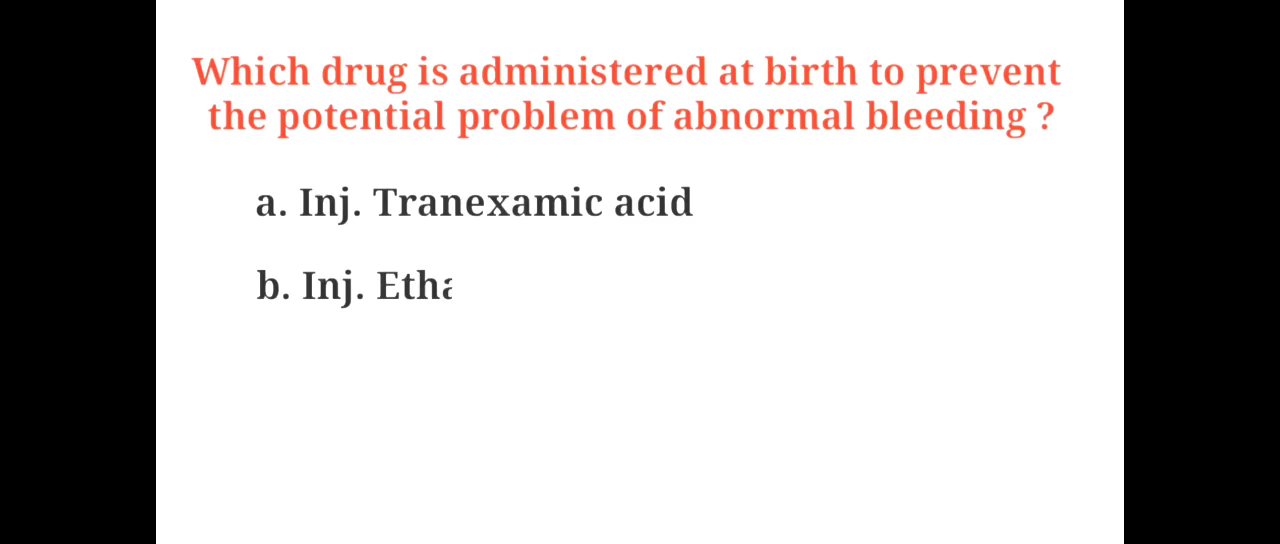 Which drug is administered at birth to prevent
the potential problem of abnormal bleeding ?
a. Inj. Tranexamic acid
b. Inj.